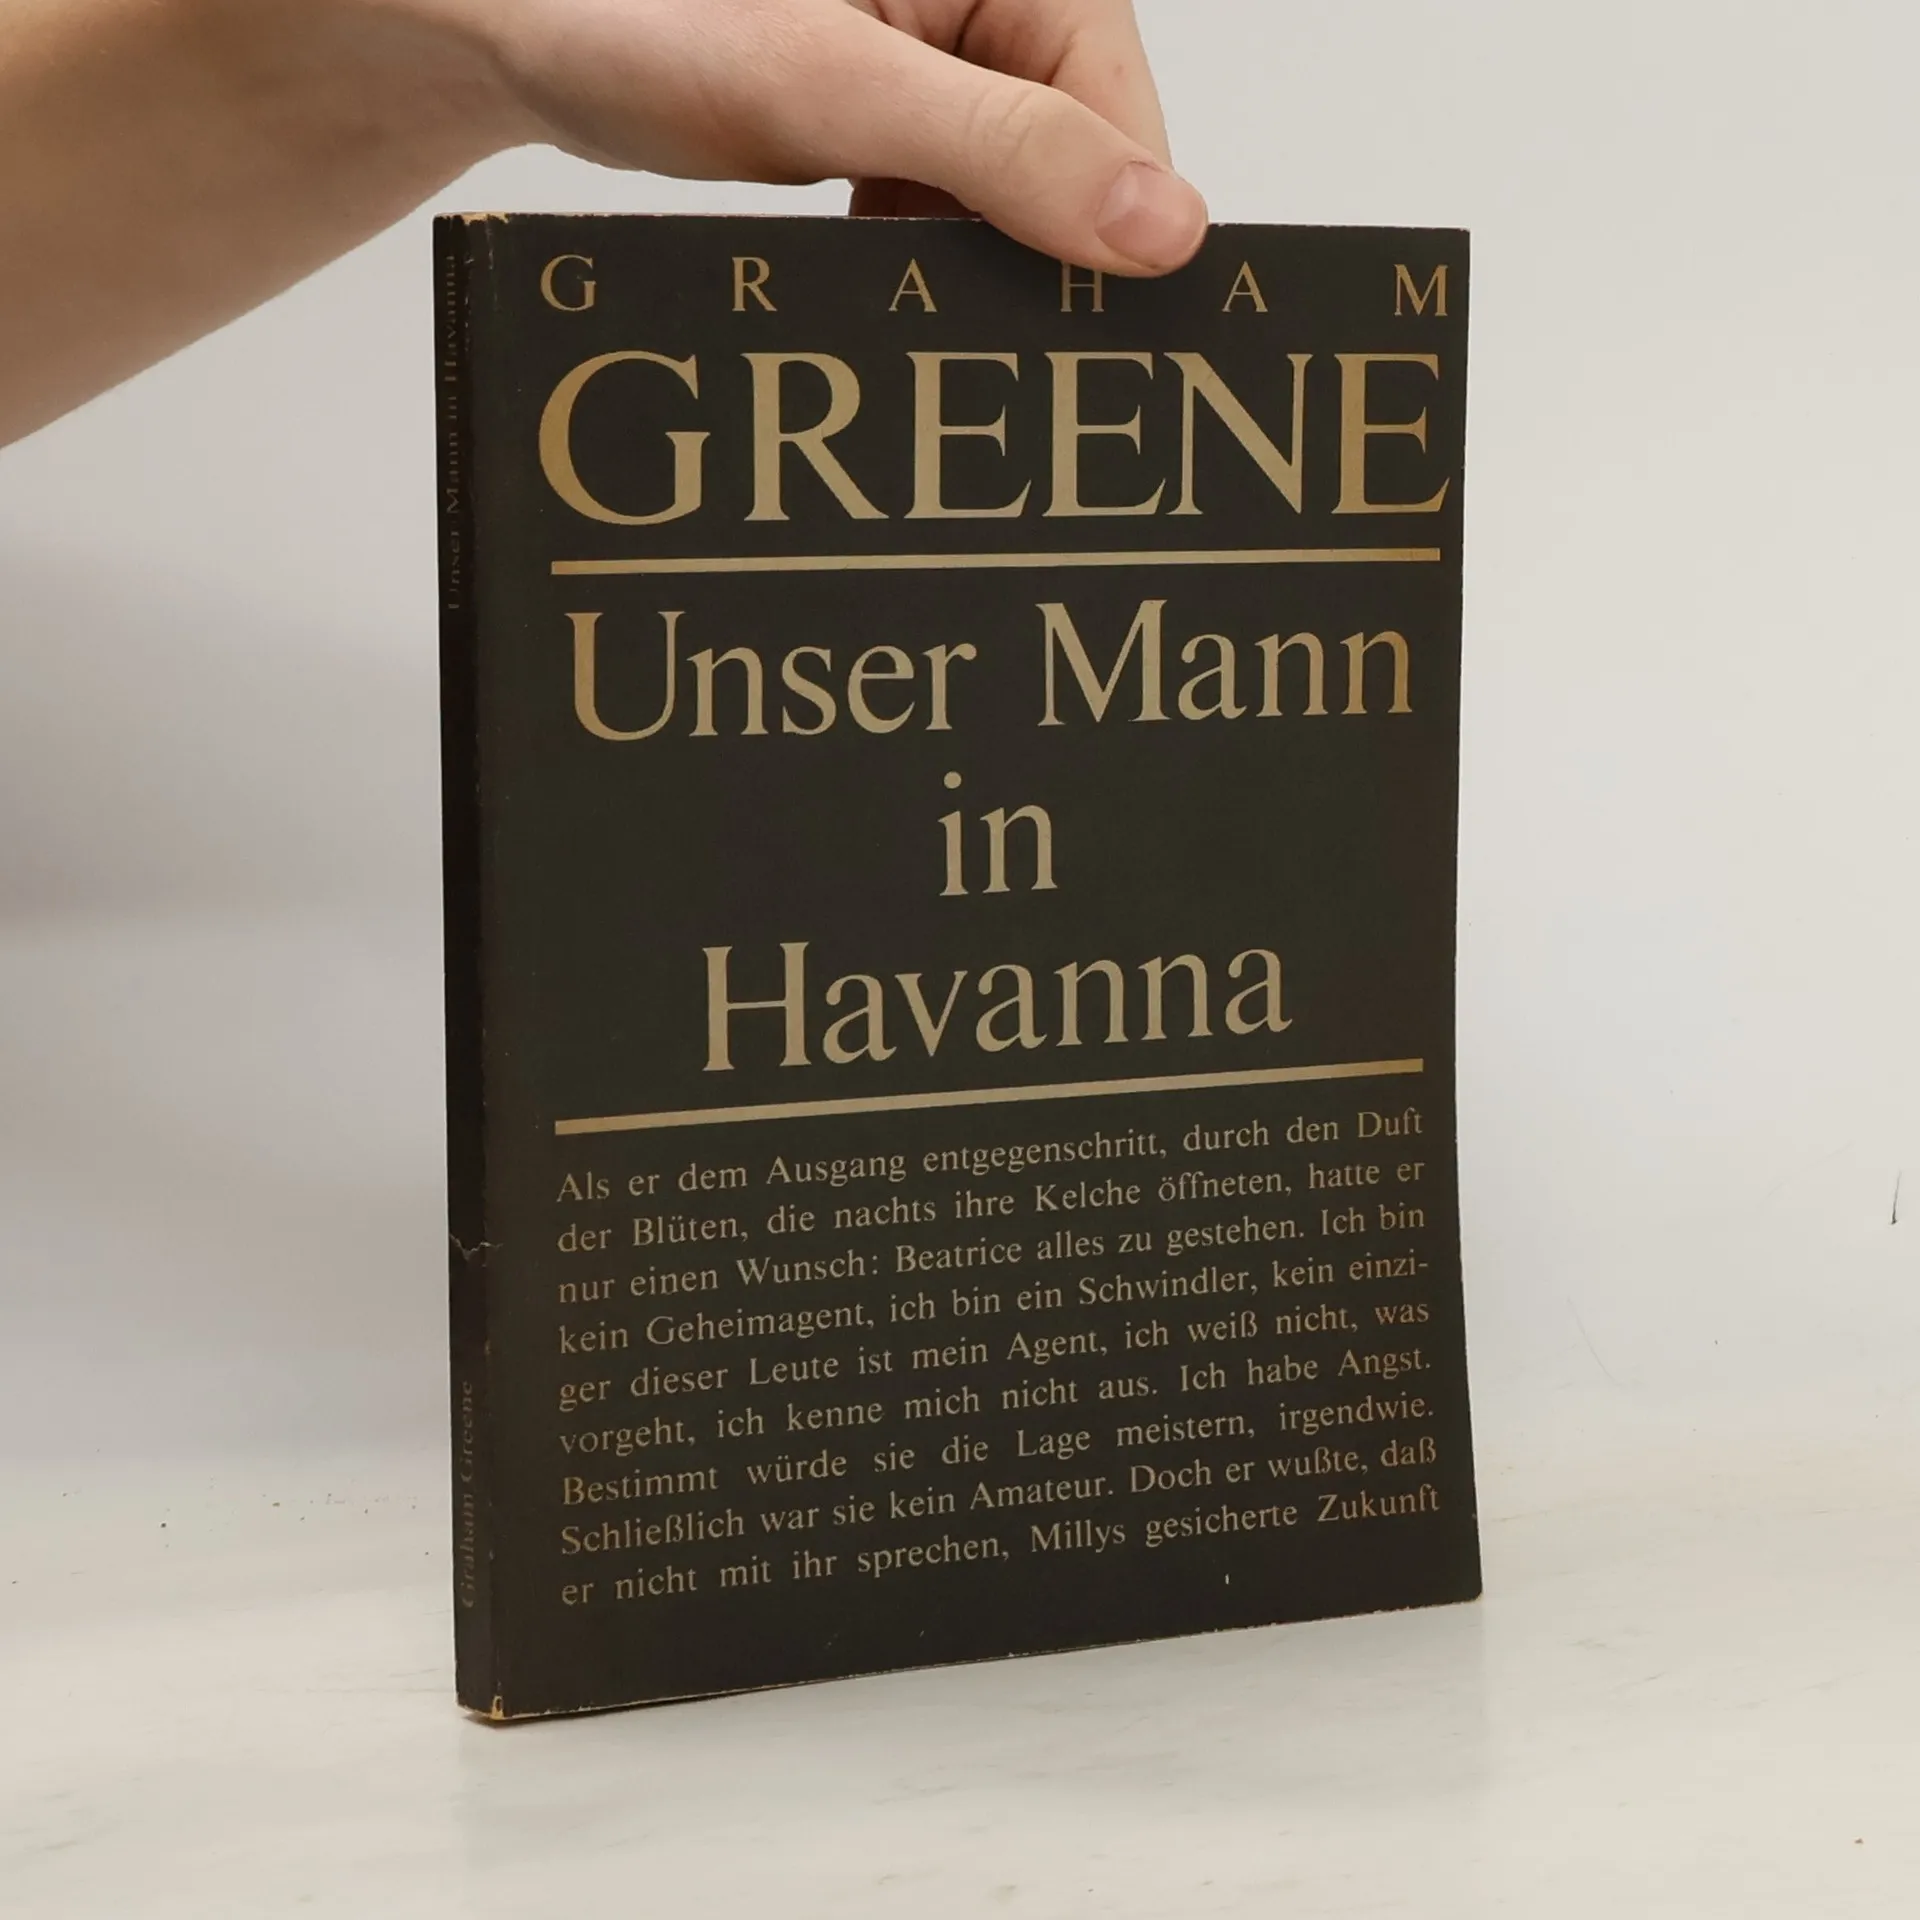 GRAHAM
GREENE
Unser Mann
in
Havanna
Als er dem Ausgang entgegenschritt, durch den Duft
der Blüten, die nachts ihre Kelche öffneten, hatte er
nur einen Wunsch: Beatrice alles zu gestehen. Ich bin
kein Geheimagent, ich bin ein Schwindler, kein einzi-
ger dieser Leute ist mein Agent, ich weiß nicht, was
vorgeht, ich kenne mich nicht aus. Ich habe Angst.
Bestimmt würde sie die Lage meistern, irgendwie.
Schließlich war sie kein Amateur. Doch er wußte, daß
er nicht mit ihr sprechen, Millys gesicherte Zukunft
Unser Mann in Havanna
Graham Greene